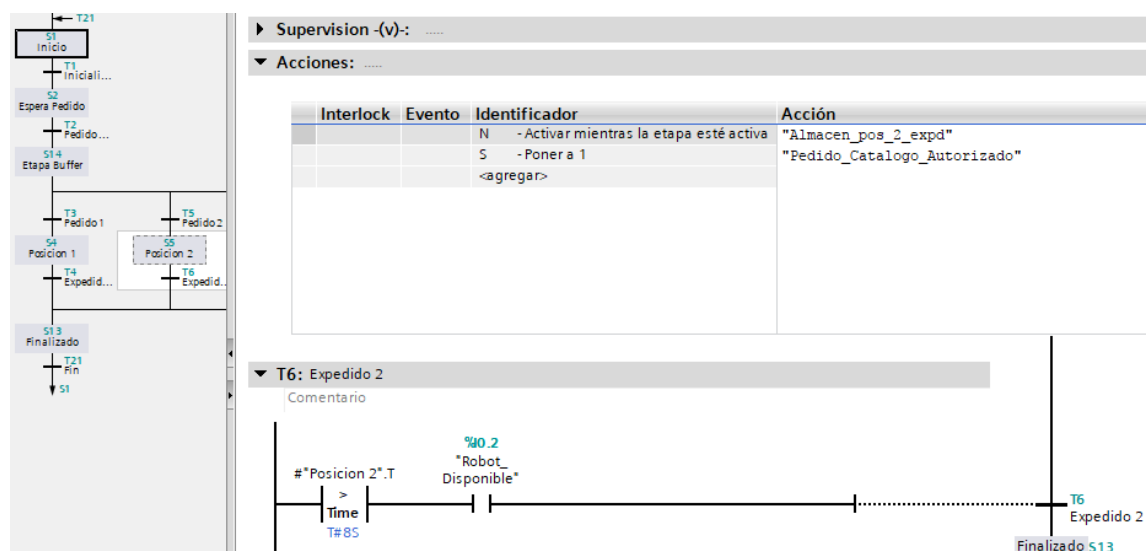 T21
S1
Inicio
T1
Iniciali...
S2
Espera Pedido
T2
Pedido...
S14
Etapa Buffer
T3
Pedido 1
T5
Pedido 2
S4
Posicion 1
S5
Posicion 2
T4
Expedid...
T6
Expedid.
S13
Finalizado
T21
Fin
S1
Supervision -(v)-: .....
Acciones: .....
Interlock Evento Identificador Acción
N - Activar mientras la etapa esté activa "Almacen_pos_2_expd"
S - Poner a 1 "Pedido_Catalogo_Autorizado"
<agregar>
T6: Expedido 2
Comentario
%I0.2
"Robot_
Disponible"
#"Posicion 2".T
>
Time
T#8S
T6
Expedido 2
Finalizado S13